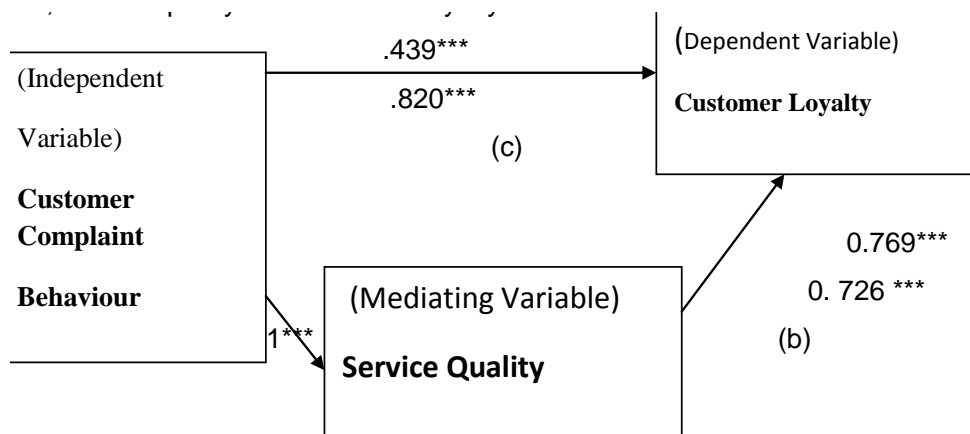 (Independent
Variable)
Customer
Complaint
Behaviour
.439***
.820***
(c)
(Dependent Variable)
Customer Loyalty
1***
(Mediating Variable)
Service Quality
0.769***
0. 726 ***
(b)